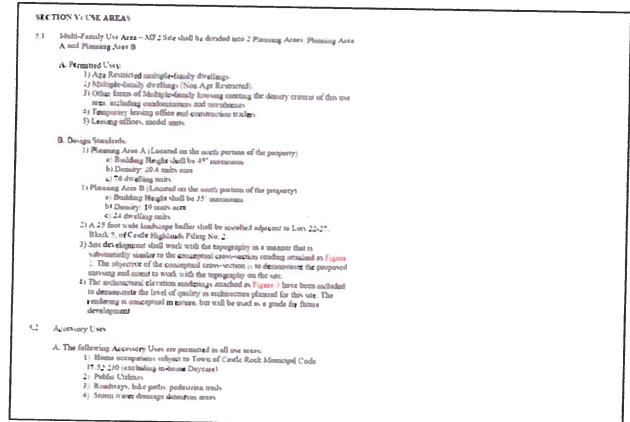 SECTION V: USE AREAS
5.1 Multi-Family Use Area – MF 2 Site shall be divided into 2 Planning Areas: Planning Area
A and Planning Area B
A. Permitted Uses:
1) Age Restricted multiple-family dwellings.
2) Multiple-family dwellings (Non Age Restricted).
3) Other forms of Multiple-family housing meeting the density criteria of this use
area, including condominiums and townhomes
4) Temporary leasing office and construction trailers
5) Leasing offices, model units.
B. Design Standards:
1) Planning Area A (Located on the north portion of the property)
a) Building Height shall be 45' maximum
b) Density: 20.4 units acre
c) 76 dwelling units
1) Planning Area B (Located on the south portion of the property)
a) Building Height shall be 35' maximum
b) Density: 10 units acre
c) 24 dwelling units
2) A 25 foot wide landscape buffer shall be installed adjacent to Lots 22-27,
Block 9, of Castle Highlands Filing No. 2.
3) Site development shall work with the topography in a manner that is
substantially similar to the conceptual cross-section rending attached as Figure
2. The objective of the conceptual cross-section is to demonstrate the proposed
massing and intent to work with the topography on the site.
4) The architectural elevation renderings attached as Figure 3 have been included
to demonstrate the level of quality in architecture planned for this site. The
rendering is conceptual in nature, but will be used as a guide for future
development
5.2 Accessory Uses
A. The following Accessory Uses are permitted in all use areas:
1) Home occupations subject to Town of Castle Rock Municipal Code
17.52.230 (excluding in-home Daycare)
2) Public Utilities
3) Roadways, bike paths, pedestrian trails
4) Storm water drainage detention areas